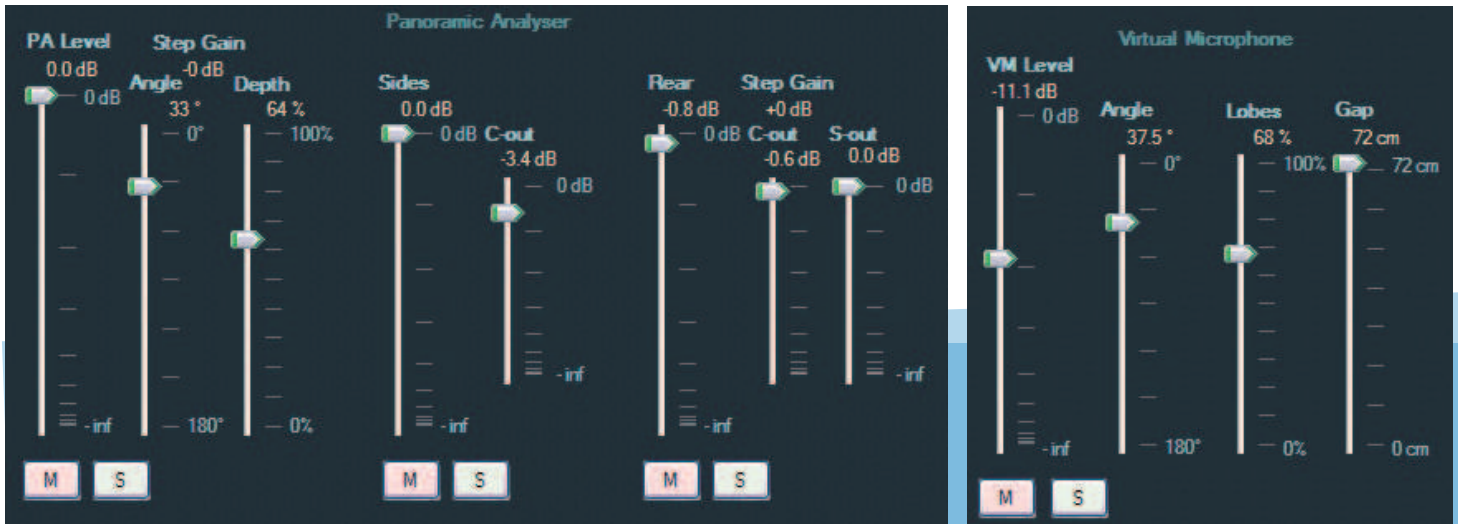 Panoramic Analyser
PA Level
0.0 dB
0 dB
- inf
Step Gain
-0 dB
Angle
33 °
0°
180°
Depth
64 %
100%
0%
Sides
0.0 dB
0 dB
- inf
C-out
-3.4 dB
0 dB
- inf
Rear
-0.8 dB
0 dB
- inf
Step Gain
+0 dB
C-out
-0.6 dB
S-out
0.0 dB
0 dB
- inf
M S
M S
M S
Virtual Microphone
VM Level
-11.1 dB
0 dB
- inf
Angle
37.5 °
0°
180°
Lobes
68 %
100%
0%
Gap
72 cm
72 cm
0 cm
M S